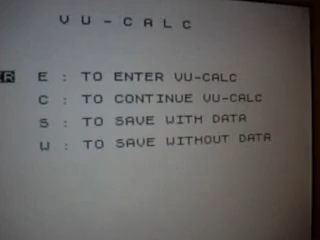 VU-CALC
E : TO ENTER VU-CALC
C : TO CONTINUE VU-CALC
S : TO SAVE WITH DATA
W : TO SAVE WITHOUT DATA